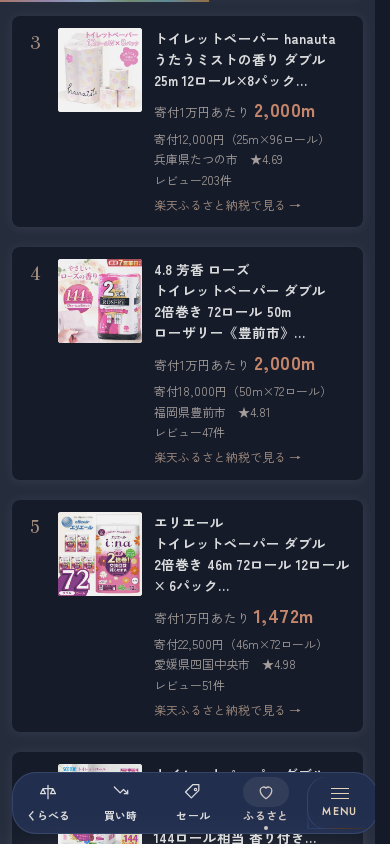 3
トイレットペーパー hanauta
うたうミストの香り ダブル
25m 12ロール×8パック...
寄付1万円あたり 2,000m
寄付12,000円（25m×96ロール）
兵庫県たつの市 ★4.69
レビュー203件
楽天ふるさと納税で見る →
4
4.8 芳香 ローズ
トイレットペーパー ダブル
2倍巻き 72ロール 50m
ローザリー《豊前市》...
寄付1万円あたり 2,000m
寄付18,000円（50m×72ロール）
福岡県豊前市 ★4.81
レビュー47件
楽天ふるさと納税で見る →
5
エリエール
トイレットペーパー ダブル
2倍巻き 46m 72ロール 12ロール
× 6パック...
寄付1万円あたり 1,472m
寄付22,500円（46m×72ロール）
愛媛県四国中央市 ★4.98
レビュー51件
楽天ふるさと納税で見る →
144ロール相当 香り付き...
くらべる
買い時
セール
ふるさと
MENU